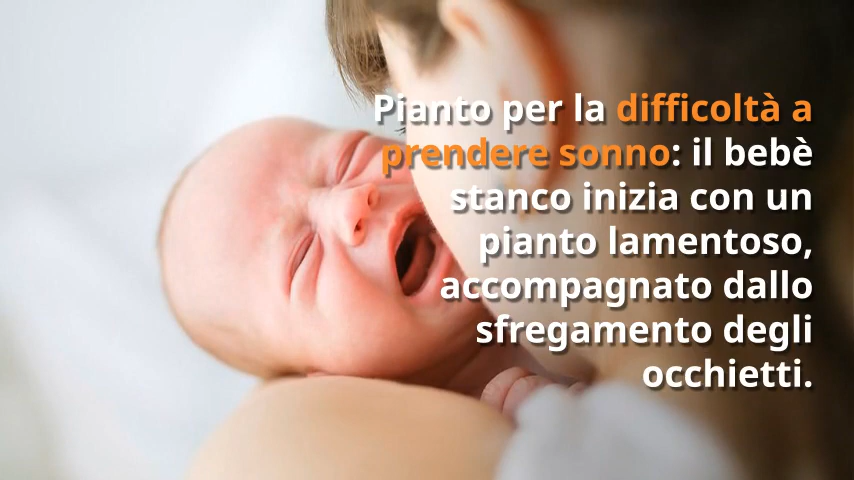 Pianto per la difficoltà a
prendere sonno: il bebè
stanco inizia con un
pianto lamentoso,
accompagnato dallo
sfregamento degli
occhietti.